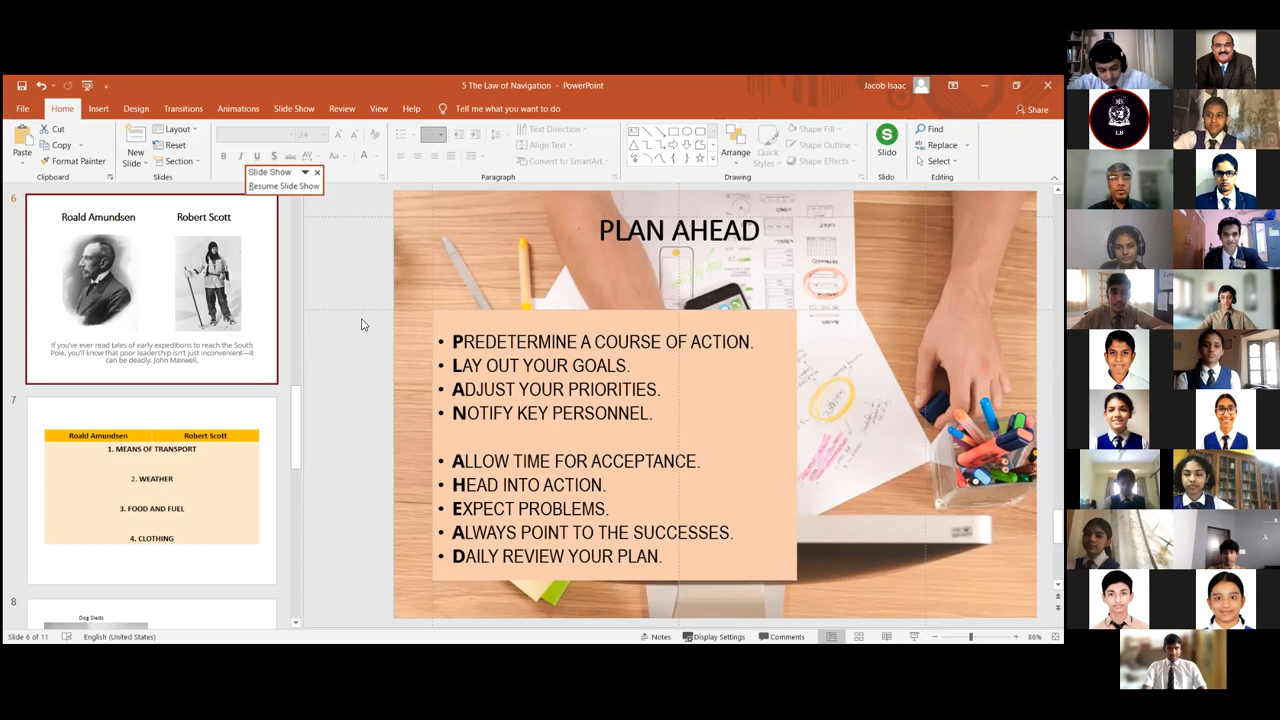 5 The Law of Navigation - PowerPoint
Jacob Isaac
File Home Insert Design Transitions Animations Slide Show Review View Help Tell me what you want to do
Share
Paste
Cut
Copy
Format Painter
Clipboard
New
Slide
Layout
Reset
Section
Slides
24
B I U S abc AV Aa A
Slide Show
Resume Slide Show
Text Direction
Align Text
Convert to SmartArt
Paragraph
Arrange
Quick
Styles
Shape Fill
Shape Outline
Shape Effects
Drawing
S
Slido
Slido
Find
Replace
Select
Editing
6
Roald Amundsen Robert Scott
If you've ever read tales of early expeditions to reach the South
Pole, you'll know that poor leadership isn't just inconvenient—it
can be deadly. John Maxwell.
7
Roald Amundsen Robert Scott
1. MEANS OF TRANSPORT
2. WEATHER
3. FOOD AND FUEL
4. CLOTHING
8
Dog Sleds
PLAN AHEAD
• PREDETERMINE A COURSE OF ACTION.
• LAY OUT YOUR GOALS.
• ADJUST YOUR PRIORITIES.
• NOTIFY KEY PERSONNEL.
• ALLOW TIME FOR ACCEPTANCE.
• HEAD INTO ACTION.
• EXPECT PROBLEMS.
• ALWAYS POINT TO THE SUCCESSES.
• DAILY REVIEW YOUR PLAN.
EB
Slide 6 of 11 English (United States) Notes Display Settings Comments 86%